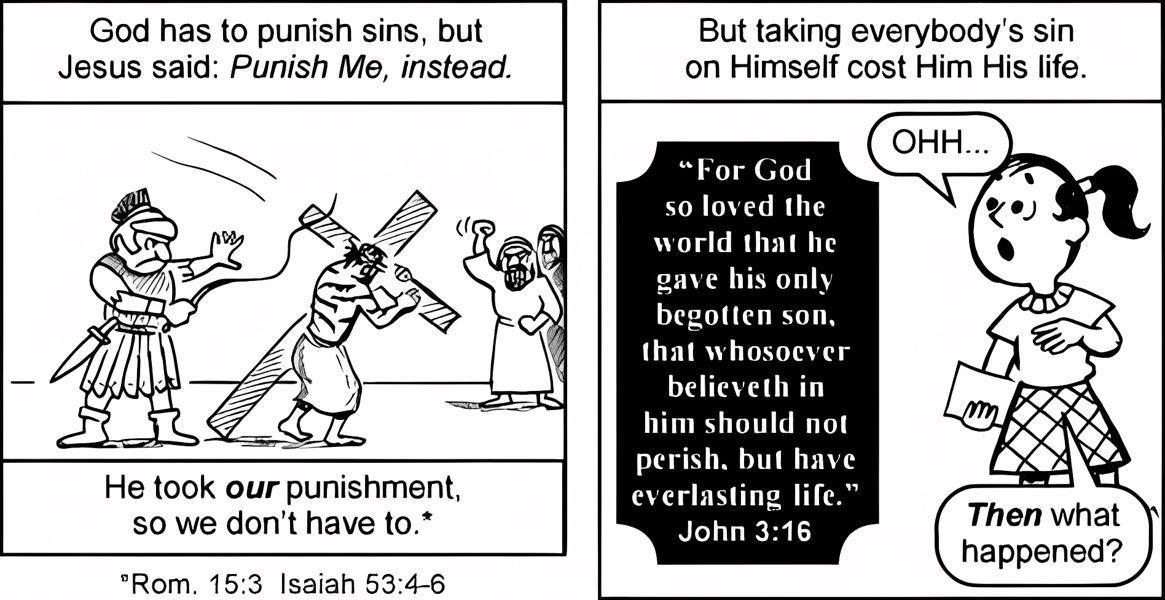 God has to punish sins, but
Jesus said: Punish Me, instead.
He took our punishment,
so we don't have to.*
*Rom. 15:3 Isaiah 53:4-6
But taking everybody's sin
on Himself cost Him His life.
OHH...
“For God
so loved the
world that he
gave his only
begotten son,
that whosoever
believeth in
him should not
perish, but have
everlasting life.”
John 3:16
Then what
happened?